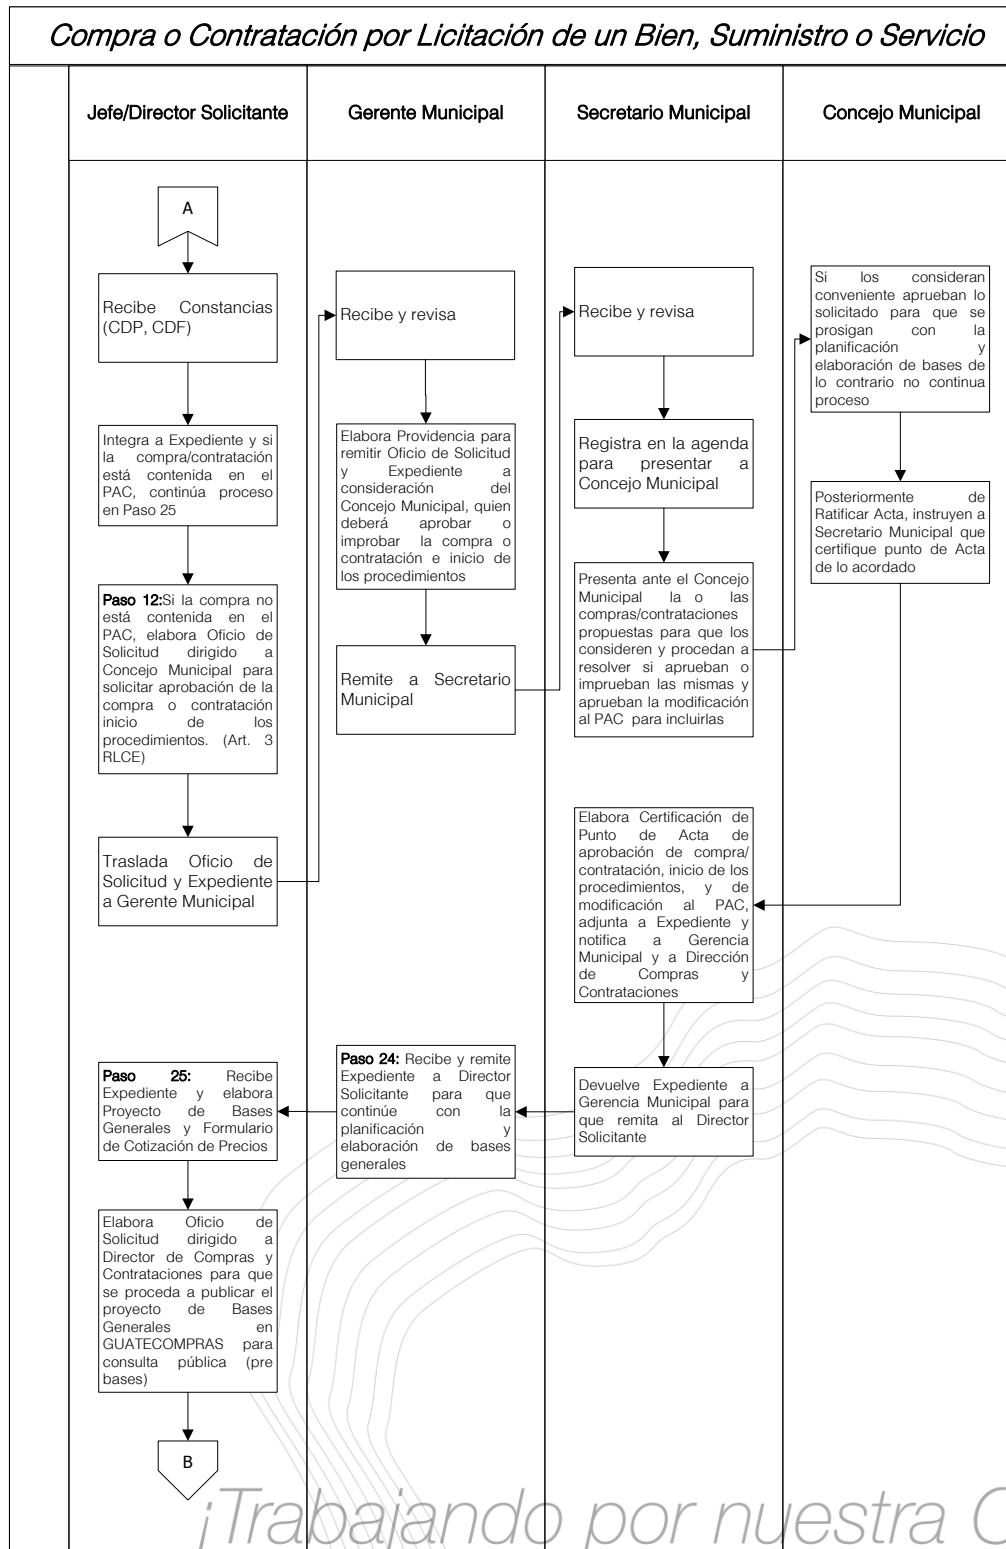 Compra o Contratación por Licitación de un Bien, Suministro o Servicio
Jefe/Director Solicitante
Gerente Municipal
Secretario Municipal
Concejo Municipal
A
Recibe Constancias
(CDP, CDF)
Integra a Expediente y si
la compra/contratación
está contenida en el
PAC, continúa proceso
en Paso 25
Paso 12:Si la compra no
está contenida en el
PAC, elabora Oficio de
Solicitud dirigido a
Concejo Municipal para
solicitar aprobación de la
compra o contratación
inicio de los
procedimientos. (Art. 3
RLCE)
Traslada Oficio de
Solicitud y Expediente
a Gerente Municipal
Recibe y revisa
Elabora Providencia para
remitir Oficio de Solicitud
y Expediente a
consideración del
Concejo Municipal, quien
deberá aprobar o
improbar la compra o
contratación e inicio de
los procedimientos
Remite a Secretario
Municipal
Recibe y revisa
Registra en la agenda
para presentar a
Concejo Municipal
Presenta ante el Concejo
Municipal la o las
compras/contrataciones
propuestas para que los
consideren y procedan a
resolver si aprueban o
imprueban las mismas y
aprueban la modificación
al PAC para incluirlas
Si los consideran
conveniente aprueban lo
solicitado para que se
prosigan con la
planificación y
elaboración de bases de
lo contrario no continua
proceso
Posteriormente de
Ratificar Acta, instruyen a
Secretario Municipal que
certifique punto de Acta
de lo acordado
Elabora Certificación de
Punto de Acta de
aprobación de compra/
contratación, inicio de los
procedimientos, y de
modificación al PAC,
adjunta a Expediente y
notifica a Gerencia
Municipal y a Dirección
de Compras y
Contrataciones
Devuelve Expediente a
Gerencia Municipal para
que remita al Director
Solicitante
Paso 24: Recibe y remite
Expediente a Director
Solicitante para que
continúe con la
planificación y
elaboración de bases
generales
Paso 25: Recibe
Expediente y elabora
Proyecto de Bases
Generales y Formulario
de Cotización de Precios
Elabora Oficio de
Solicitud dirigido a
Director de Compras y
Contrataciones para que
se proceda a publicar el
proyecto de Bases
Generales en
GUATECOMPRAS para
consulta pública (pre
bases)
B
¡Trabajando por nuestra C